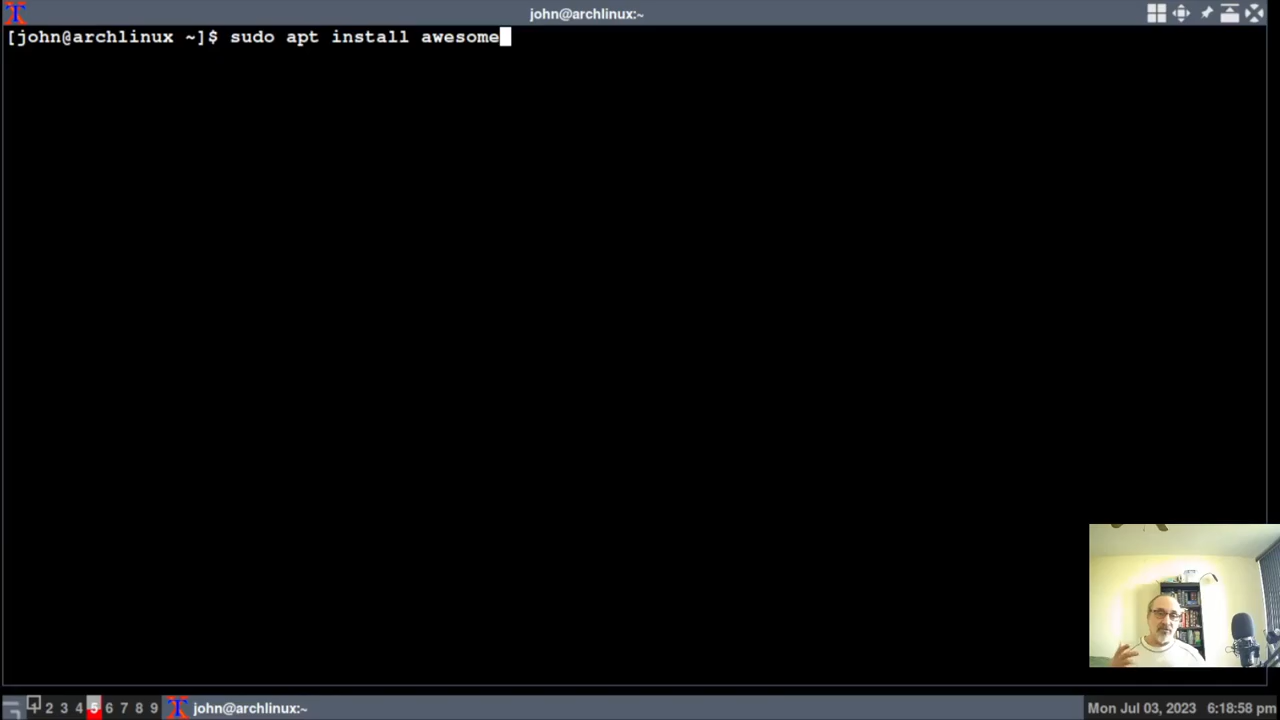 john@archlinux:~
[john@archlinux ~]$ sudo apt install awesome
2 3 4 5 6 7 8 9
john@archlinux:~
Mon Jul 03, 2023 6:18:58 pm